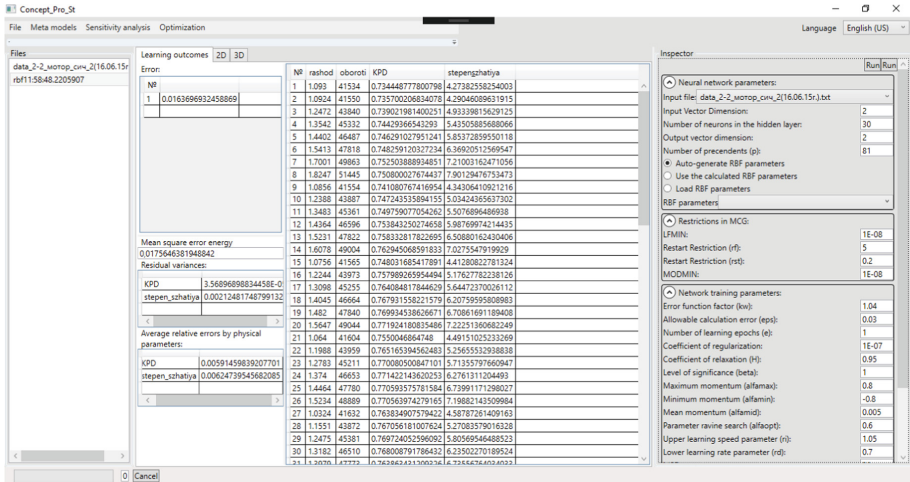 Concept_Pro_St
File Meta models Sensitivity analysis Optimization Language English (US)
Files
data_2-2_мотор_сич_2(16.06.15г
rbf11:58:48.2205907
Learning outcomes 2D 3D
Error:
№
1 0.0163696932458869
Mean square error energy
0,0175646381948842
Residual variances:
KPD 3.56896898834458E-0
stepen_szhatiya 0.00212481748799132
Average relative errors by physical
parameters:
KPD 0.00591459839207701
stepen_szhatiya 0.00624739545682085
№ rashod oboroti KPD stepenszhatiya
1 1.093 41534 0.734448777800798 4.27382558254003
2 1.0924 41550 0.735700206834078 4.29046089631915
3 1.2472 43840 0.739021981400251 4.93339815629125
4 1.3542 45332 0.74429366543293 5.43505885688066
5 1.4402 46487 0.746291027951241 5.85372859550118
6 1.5413 47818 0.748259120327234 6.36920512569547
7 1.7001 49863 0.752503888934851 7.21003162471056
8 1.8247 51445 0.750800027674437 7.90129476753473
9 1.0856 41554 0.741080767416954 4.34306410921216
10 1.2388 43887 0.747243535894155 5.03424365637302
11 1.3483 45361 0.749759077054262 5.5076896486938
12 1.4364 46596 0.753843250274658 5.98769974214435
13 1.5231 47822 0.758332817822695 6.50880162430406
14 1.6078 49004 0.762945068591833 7.0275547919929
15 1.0756 41565 0.748031685417891 4.41280822781324
16 1.2244 43973 0.757989265954494 5.17627782238126
17 1.3098 45255 0.764084817844629 5.64472370026112
18 1.4045 46664 0.767931558221579 6.20759595808983
19 1.482 47840 0.769934538626671 6.70861691189408
20 1.5647 49044 0.771924180835486 7.22251360682249
21 1.064 41604 0.7550046864748 4.49151025233269
22 1.1988 43959 0.765165394562483 5.25655532938838
23 1.2783 45211 0.770080500847101 5.71355797660947
24 1.374 46653 0.771422143620253 6.2761311204493
25 1.4464 47780 0.770593575781584 6.73991171298027
26 1.5234 48889 0.770563974279165 7.19882143509984
27 1.0324 41632 0.763834907579422 4.58787261409163
28 1.1551 43872 0.767056181007624 5.27083579016328
29 1.2475 45381 0.769724052596092 5.80569546488523
30 1.3182 46510 0.768008791786432 6.23502270189524
Inspector
Run Run
Neural network parameters:
Input file: data_2-2_мотор_сич_2(16.06.15г.).txt
Input Vector Dimension: 2
Number of neurons in the hidden layer: 30
Output vector dimension: 2
Number of precendents (p): 81
Auto-generate RBF parameters
Use the calculated RBF parameters
Load RBF parameters
RBF parameters
Restrictions in MCG:
LFMIN: 1E-08
Restart Restriction (rf): 5
Restart Restriction (rst): 0.2
MODMIN: 1E-08
Network training parameters:
Error function factor (kw): 1.04
Allowable calculation error (eps): 0.03
Number of learning epochs (e): 1
Coefficient of regularization: 1E-07
Coefficient of relaxation (H): 0.95
Level of significance (beta): 1
Maximum momentum (alfamax): 0.8
Minimum momentum (alfamin): -0.8
Mean momentum (alfamid): 0.005
Parameter ravine search (alfaopt): 0.6
Upper learning speed parameter (ri): 1.05
Lower learning rate parameter (rd): 0.7
0 Cancel